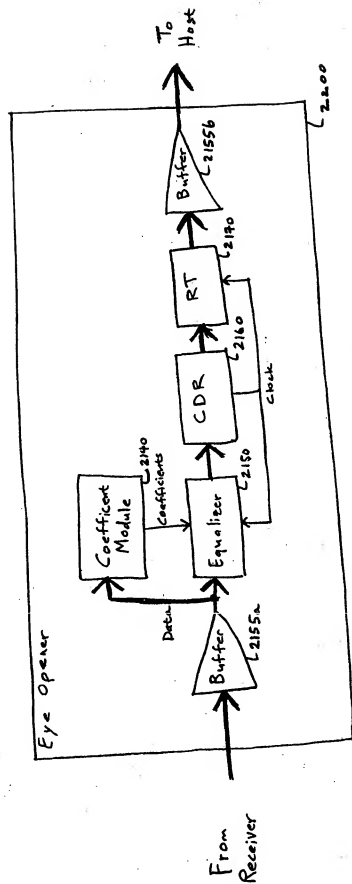 Eye Opener
From
Receiver
Buffer
2155a
Data
Coefficent
Module
2140
Coefficients
Equalizer
2150
CDR
2160
Clock
RT
2170
Buffer
2155b
To
Host
2200